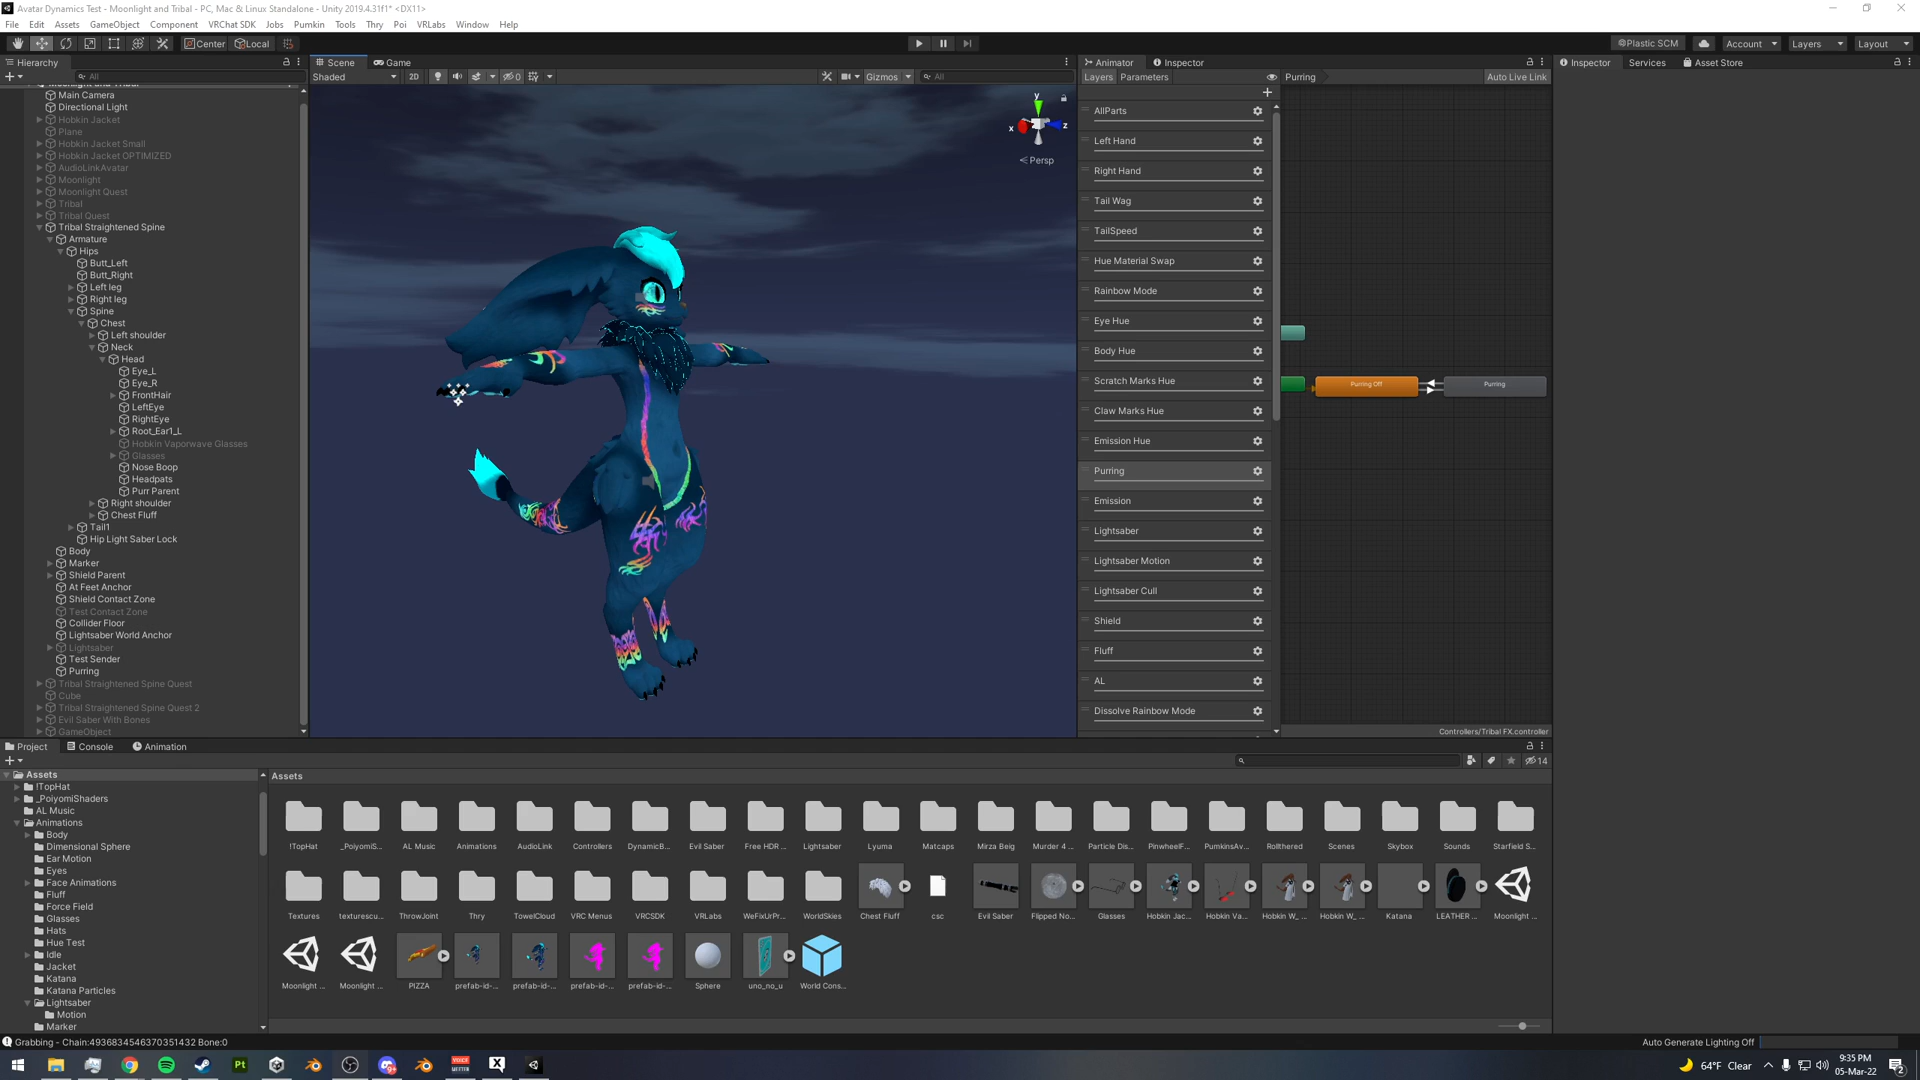 Avatar Dynamics Test - Moonlight and Tribal - PC, Mac & Linux Standalone - Unity 2019.4.31f1* <DX11>
File Edit Assets GameObject Component VRChat SDK Jobs Pumkin Tools Thry Poi VRLabs Window Help
Center Local Plastic SCM Account Layers Layout
Hierarchy Scene Game Animator Inspector Inspector Services Asset Store
All Shaded 2D 0 Gizmos All Layers Parameters Purring Auto Live Link
Main Camera
Directional Light
Hobkin Jacket
Plane
Hobkin Jacket Small
Hobkin Jacket OPTIMIZED
AudioLinkAvatar
Moonlight
Moonlight Quest
Tribal
Tribal Quest
Tribal Straightened Spine
Armature
Hips
Butt_Left
Butt_Right
Left leg
Right leg
Spine
Chest
Left shoulder
Neck
Head
Eye_L
Eye_R
FrontHair
LeftEye
RightEye
Root_Ear1_L
Hobkin Vaporwave Glasses
Glasses
Nose Boop
Headpats
Purr Parent
Right shoulder
Chest Fluff
Tail1
Hip Light Saber Lock
Body
Marker
Shield Parent
At Feet Anchor
Shield Contact Zone
Test Contact Zone
Collider Floor
Lightsaber World Anchor
Lightsaber
Test Sender
Purring
Tribal Straightened Spine Quest
Cube
Tribal Straightened Spine Quest 2
Evil Saber With Bones
GameObject
y
x
z
Persp
AllParts
Left Hand
Right Hand
Tail Wag
TailSpeed
Hue Material Swap
Rainbow Mode
Eye Hue
Body Hue
Scratch Marks Hue
Claw Marks Hue
Emission Hue
Purring
Emission
Lightsaber
Lightsaber Motion
Lightsaber Cull
Shield
Fluff
AL
Dissolve Rainbow Mode
Purring Off
Purring
Controllers/Tribal FX.controller
Project Console Animation
14
Assets
!TopHat
_PoiyomiShaders
AL Music
Animations
Body
Dimensional Sphere
Ear Motion
Eyes
Face Animations
Fluff
Force Field
Glasses
Hats
Hue Test
Idle
Jacket
Katana
Katana Particles
Lightsaber
Motion
Marker
Assets
!TopHat _PoiyomiS... AL Music Animations AudioLink Controllers DynamicB... Evil Saber Free HDR ... Lightsaber Lyuma Matcaps Mirza Beig Murder 4 ... Particle Dis... PinwheelF... PumkinsAv... Rollthered Scenes Skybox Sounds Starfield S...
Textures texturescu... ThrowJoint Thry TowelCloud VRC Menus VRCSDK VRLabs WeFixUrPr... WorldSkies Chest Fluff csc Evil Saber Flipped No... Glasses Hobkin Jac... Hobkin Va... Hobkin W_ ... Hobkin W_ ... Katana LEATHER ... Moonlight ...
Moonlight ... Moonlight ... PIZZA prefab-id-... prefab-id-... prefab-id-... prefab-id-... Sphere uno_no_u World Cons...
Grabbing - Chain:4936834546370351432 Bone:0
Auto Generate Lighting Off
Pt
64°F Clear
9:35 PM
05-Mar-22
2